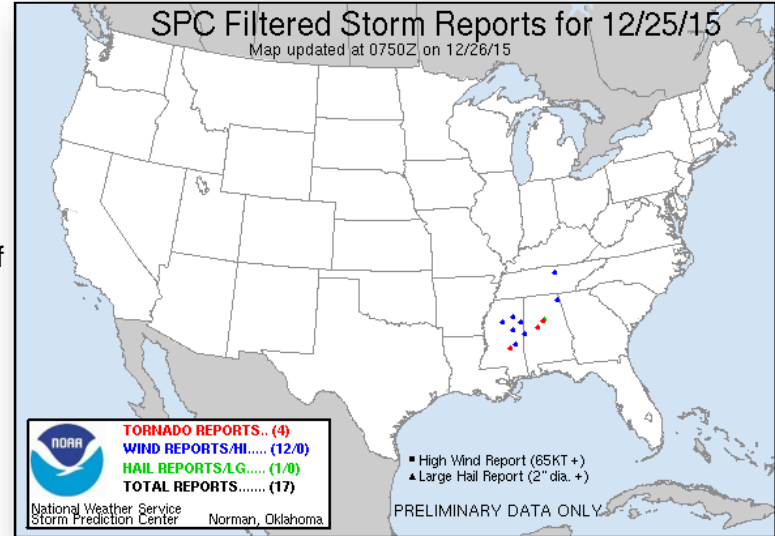 SPC Filtered Storm Reports for 12/25/15
Map updated at 0750Z on 12/26/15
f
NOAA
TORNADO REPORTS.. (4)
WIND REPORTS/HI..... (12/0)
HAIL REPORTS/LG..... (1/0)
TOTAL REPORTS....... (17)
National Weather Service
Storm Prediction Center Norman, Oklahoma
High Wind Report (65KT +)
Large Hail Report (2" dia. +)
PRELIMINARY DATA ONLY